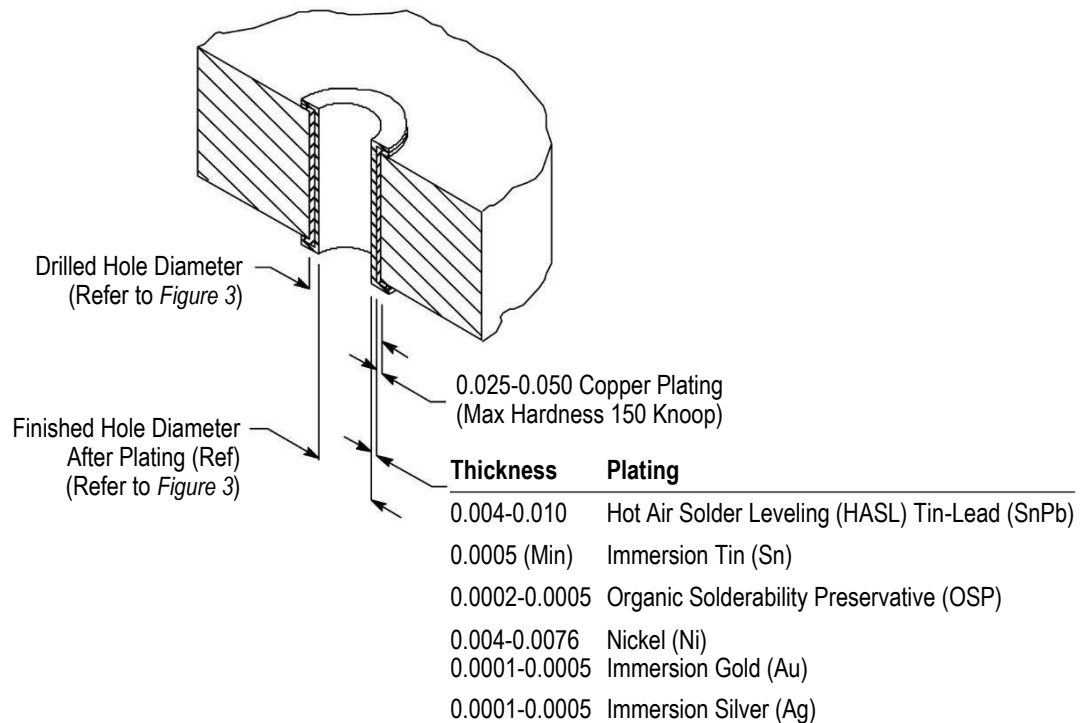 Drilled Hole Diameter
(Refer to Figure 3)
0.025-0.050 Copper Plating
(Max Hardness 150 Knoop)
Finished Hole Diameter
After Plating (Ref)
(Refer to Figure 3)
Thickness Plating
0.004-0.010 Hot Air Solder Leveling (HASL) Tin-Lead (SnPb)
0.0005 (Min) Immersion Tin (Sn)
0.0002-0.0005 Organic Solderability Preservative (OSP)
0.004-0.0076 Nickel (Ni)
0.0001-0.0005 Immersion Gold (Au)
0.0001-0.0005 Immersion Silver (Ag)